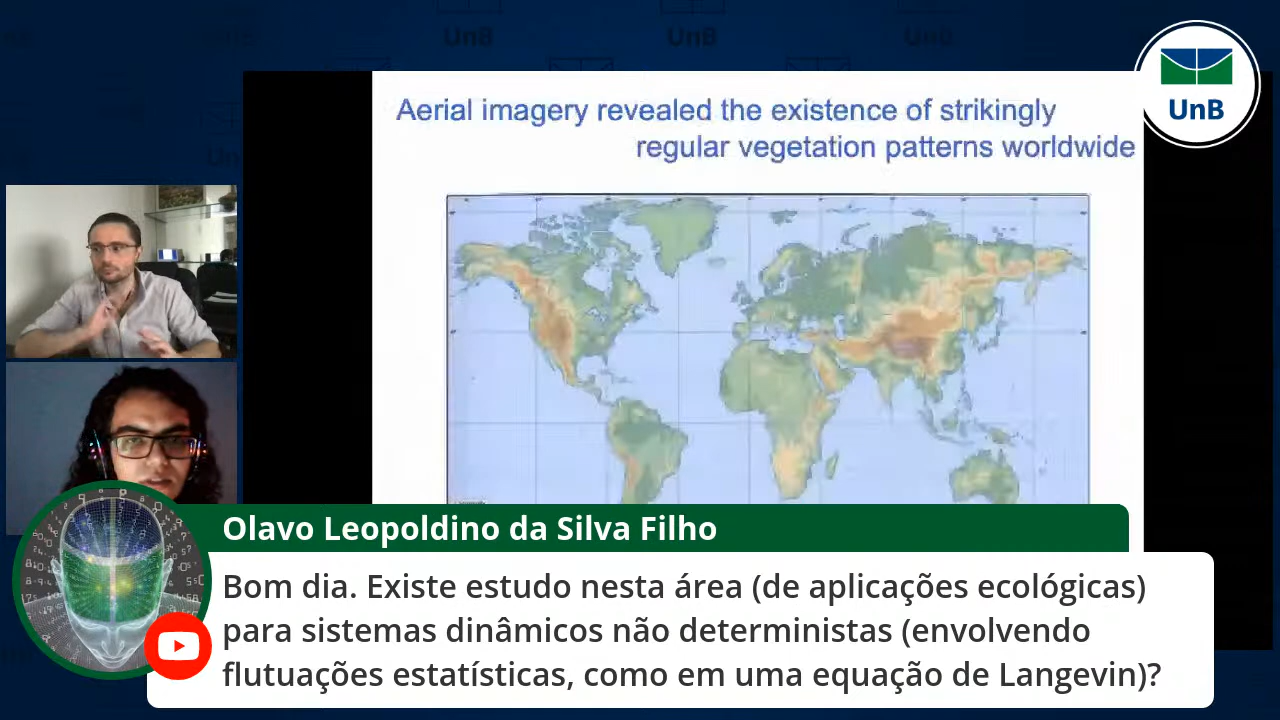 UnB
UnB
UnB
UnB
Aerial imagery revealed the existence of strikingly
regular vegetation patterns worldwide
Olavo Leopoldino da Silva Filho
Bom dia. Existe estudo nesta área (de aplicações ecológicas)
para sistemas dinâmicos não deterministas (envolvendo
flutuações estatísticas, como em uma equação de Langevin)?